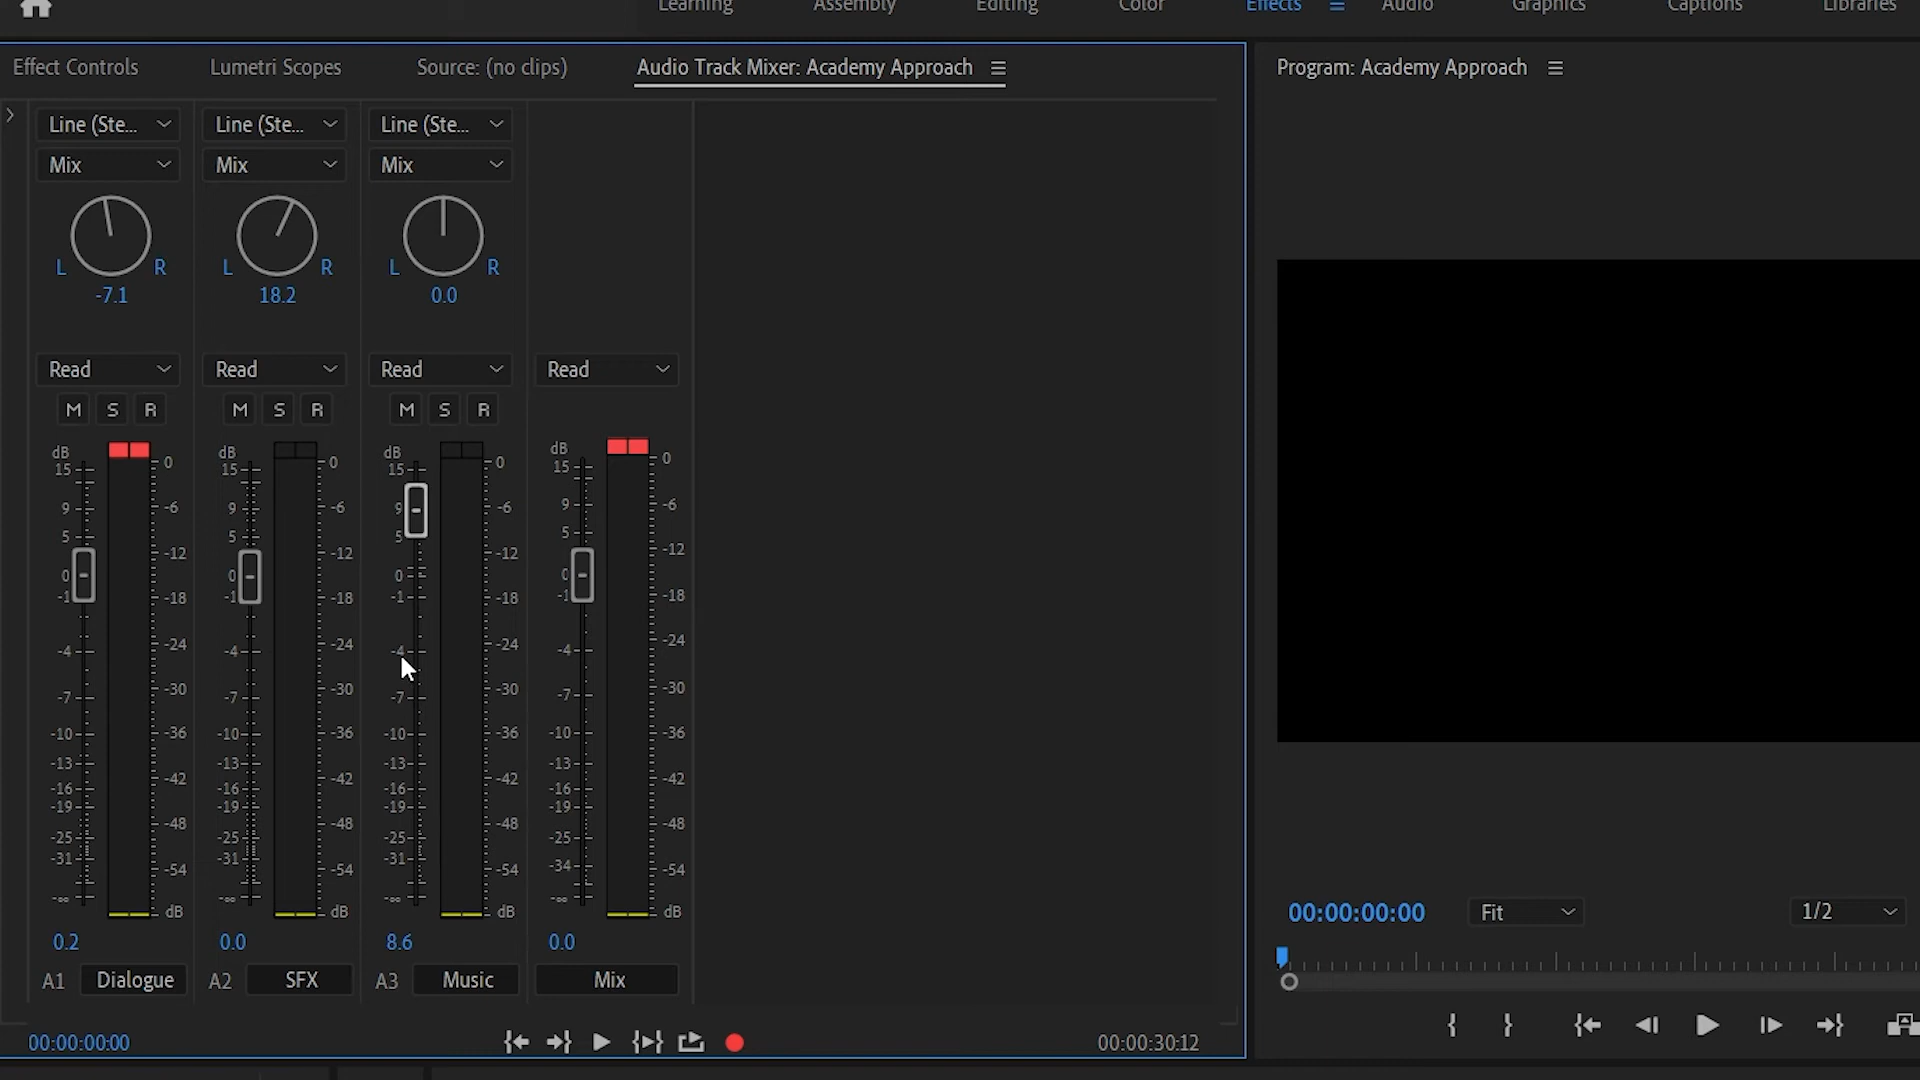 Learning Assembly Editing Color Effects Audio Graphics Captions Libraries
Effect Controls Lumetri Scopes Source: (no clips) Audio Track Mixer: Academy Approach Program: Academy Approach
Line (Ste... Line (Ste... Line (Ste...
Mix Mix Mix
L R L R L R
-7.1 18.2 0.0
Read Read Read Read
M S R M S R M S R
dB dB dB dB
15 0 15 0 15 0 15 0
9 -6 9 -6 9 -6 9 -6
5 5 5 5
-12 -12 -12 -12
0 0 0 0
-1 -18 -1 -18 -1 -18 -1 -18
-4 -24 -4 -24 -4 -24 -4 -24
-7 -30 -7 -30 -7 -30 -7 -30
-10 -36 -10 -36 -10 -36 -10 -36
-13 -42 -13 -42 -13 -42 -13 -42
-16 -16 -16 -16
-19 -48 -19 -48 -19 -48 -19 -48
-25 -25 -25 -25
-31 -54 -31 -54 -31 -54 -34 -54
-∞ dB -∞ dB -∞ dB -∞ dB
0.2 0.0 8.6 0.0
A1 Dialogue A2 SFX A3 Music Mix
00:00:00:00 00:00:30:12
00:00:00:00 Fit 1/2